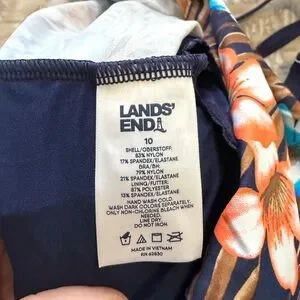 LANDS'
END
10
SHELL/OBERSTOFF:
83% NYLON
17% SPANDEX/ELASTANE
BRA/BH:
79% NYLON
21% SPANDEX/ELASTANE
LINING/FUTTER:
87% POLYESTER
13% SPANDEX/ELASTANE
HAND WASH COLD.
WASH DARK COLORS SEPARATELY.
ONLY NON-CHLORINE BLEACH WHEN
NEEDED.
LINE DRY.
DO NOT IRON.
MADE IN VIETNAM
RN 62830